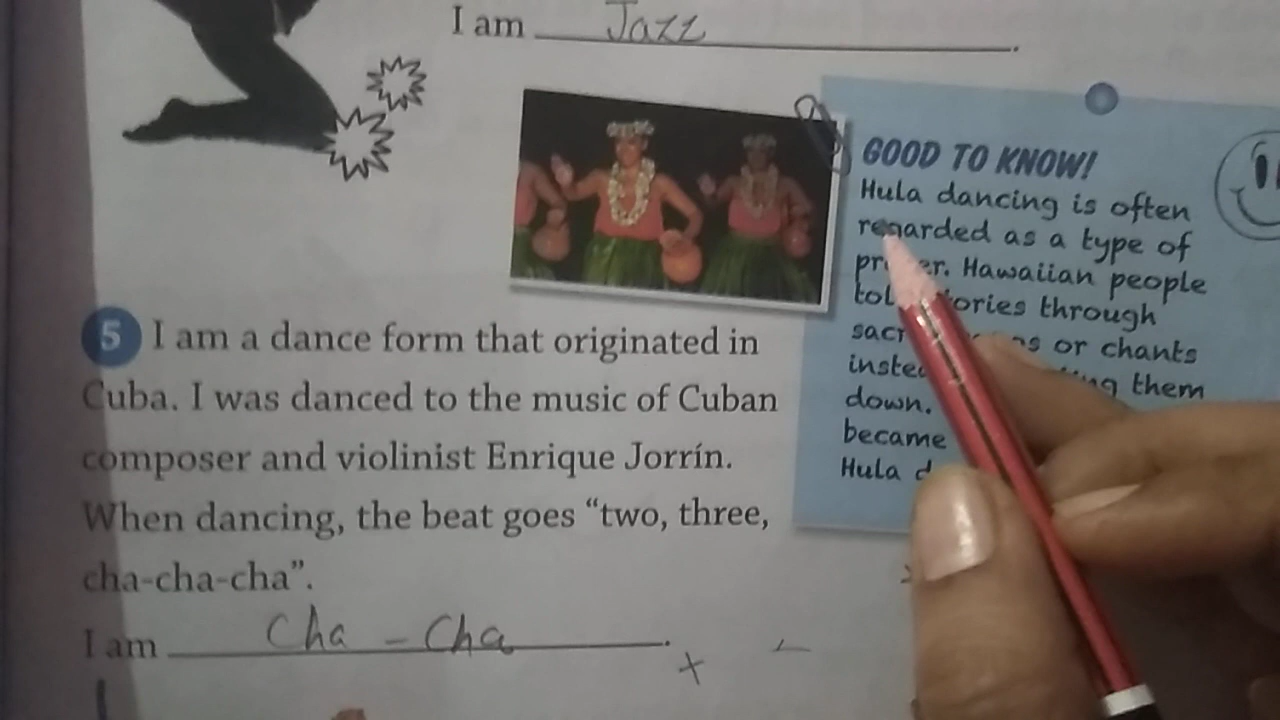 I am Jazz.
GOOD TO KNOW!
Hula dancing is often
regarded as a type of
Hawaiian people
through
or chants
them
down.
became
Hula
5 I am a dance form that originated in
Cuba. I was danced to the music of Cuban
composer and violinist Enrique Jorrín.
When dancing, the beat goes “two, three,
cha-cha-cha”.
I am Cha - Cha.